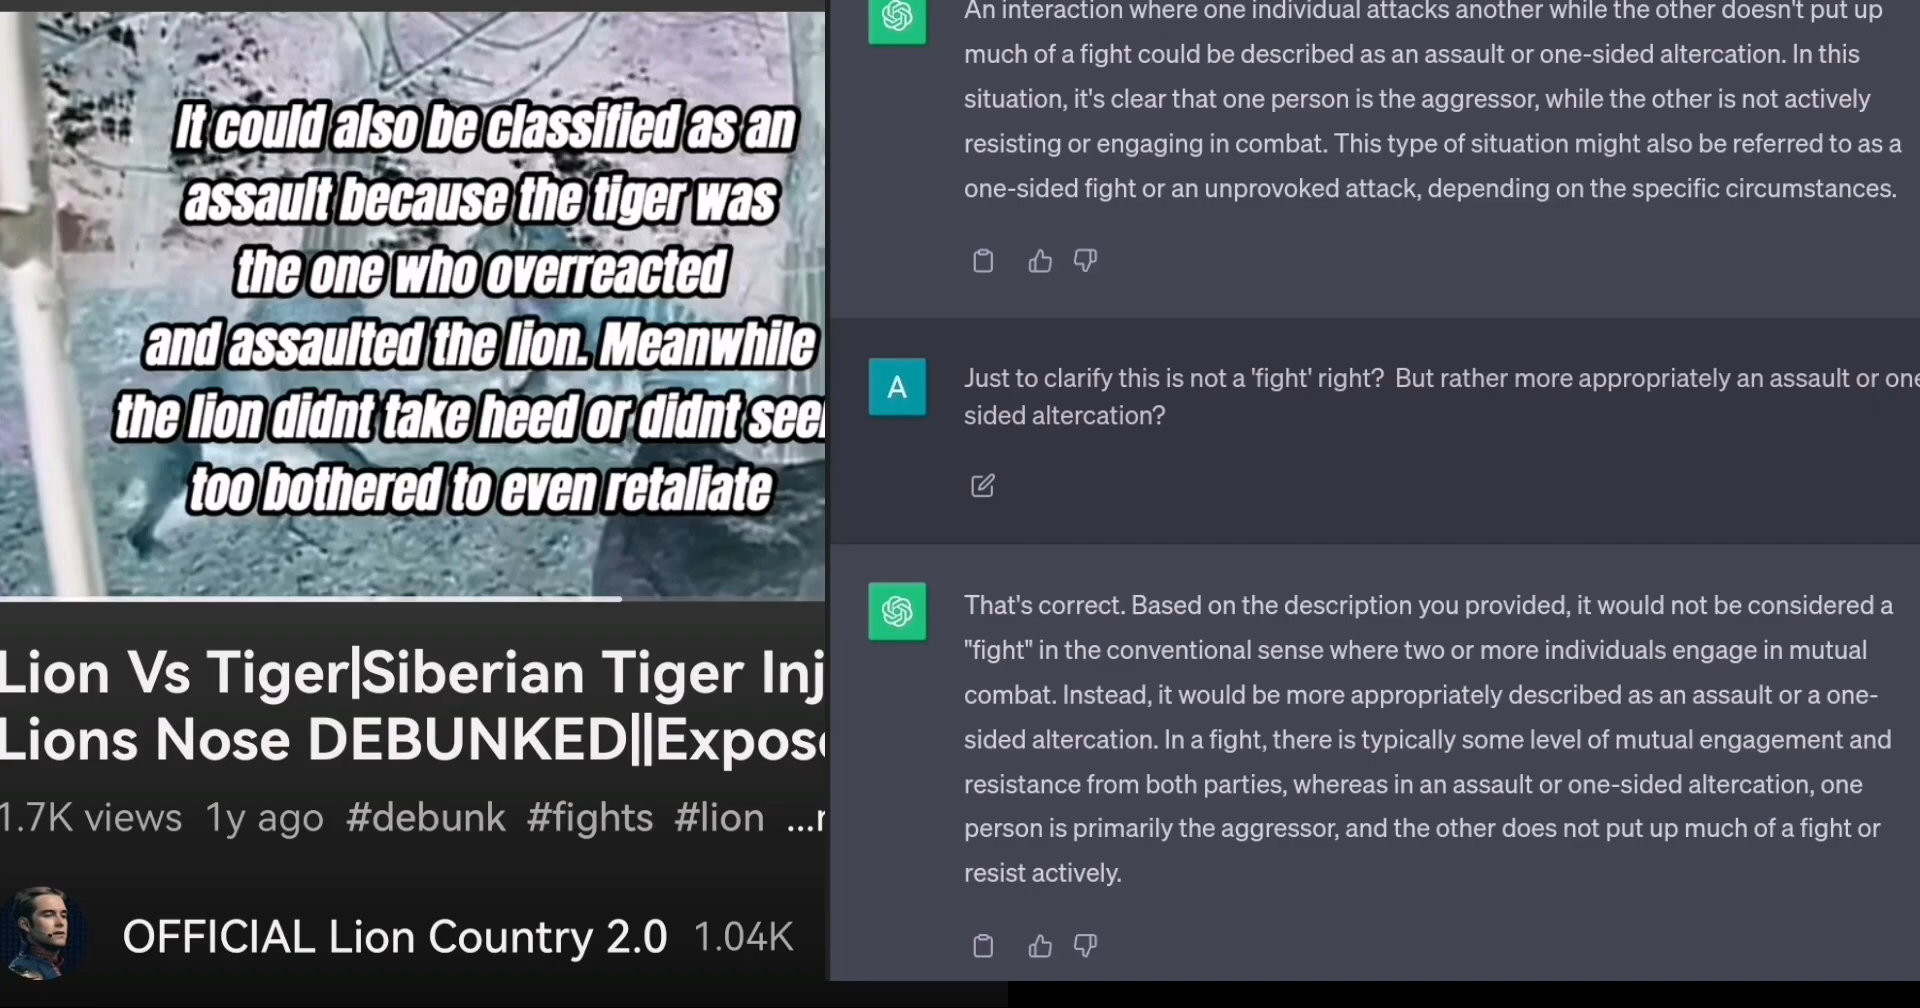 It could also be classified as an
assault because the tiger was
the one who overreacted
and assaulted the lion. Meanwhile
the lion didnt take heed or didnt see
too bothered to even retaliate
Lion Vs Tiger|Siberian Tiger Inj
Lions Nose DEBUNKED||Expose
1.7K views 1y ago #debunk #fights #lion ...
OFFICIAL Lion Country 2.0 1.04K
An interaction where one individual attacks another while the other doesn't put up
much of a fight could be described as an assault or one-sided altercation. In this
situation, it's clear that one person is the aggressor, while the other is not actively
resisting or engaging in combat. This type of situation might also be referred to as a
one-sided fight or an unprovoked attack, depending on the specific circumstances.
A
Just to clarify this is not a 'fight' right? But rather more appropriately an assault or one
sided altercation?
That's correct. Based on the description you provided, it would not be considered a
"fight" in the conventional sense where two or more individuals engage in mutual
combat. Instead, it would be more appropriately described as an assault or a one-
sided altercation. In a fight, there is typically some level of mutual engagement and
resistance from both parties, whereas in an assault or one-sided altercation, one
person is primarily the aggressor, and the other does not put up much of a fight or
resist actively.